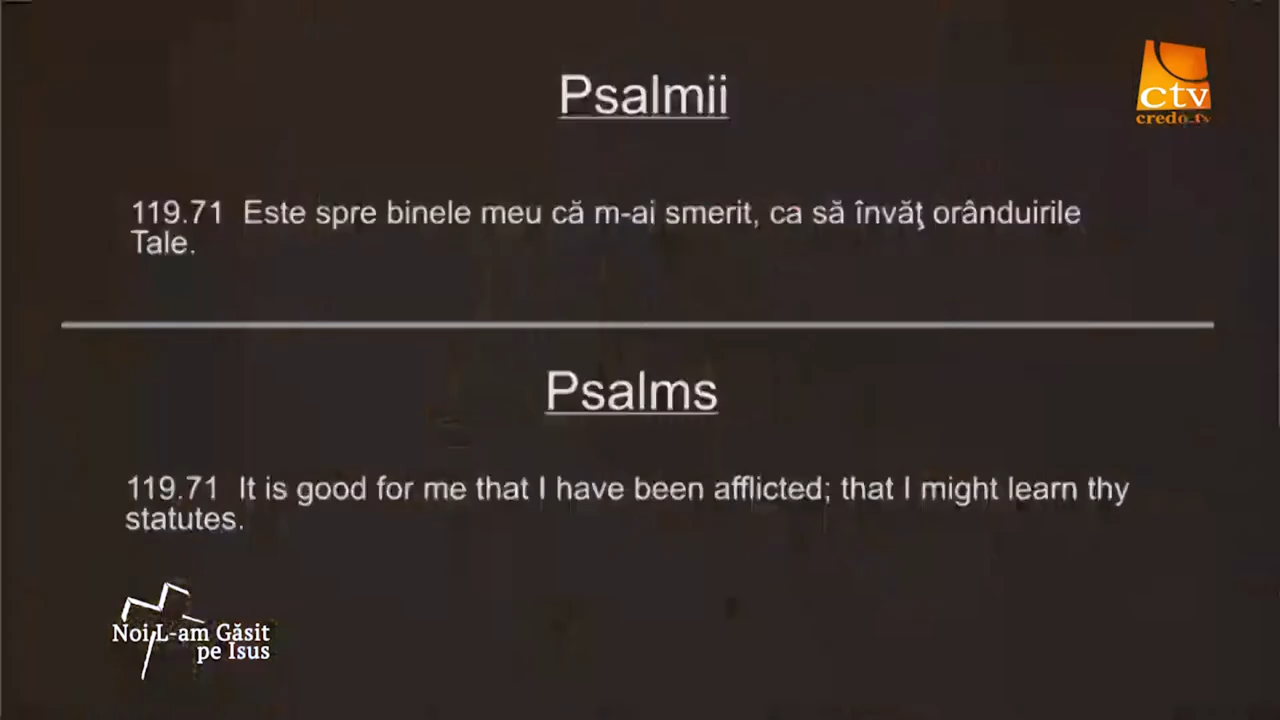 Psalmii
ctv
credo.tv
119.71 Este spre binele meu că m-ai smerit, ca să învăţ orânduirile
Tale.
Psalms
119.71 It is good for me that I have been afflicted; that I might learn thy
statutes.
Noi L-am Găsit
pe Isus